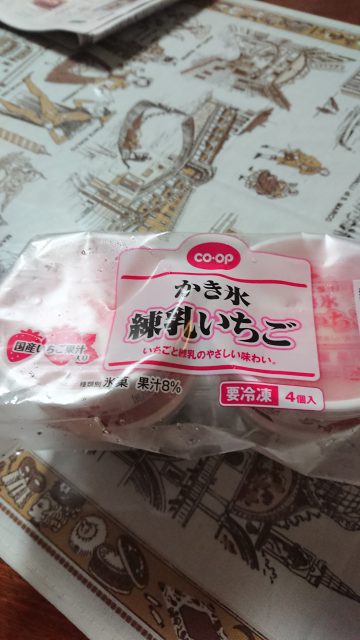 co·op
かき氷
練乳いちご
いちごと練乳のやさしい味わい。
国産いちご果汁
入り
種類別 氷菓 果汁8%
要冷凍 4個入